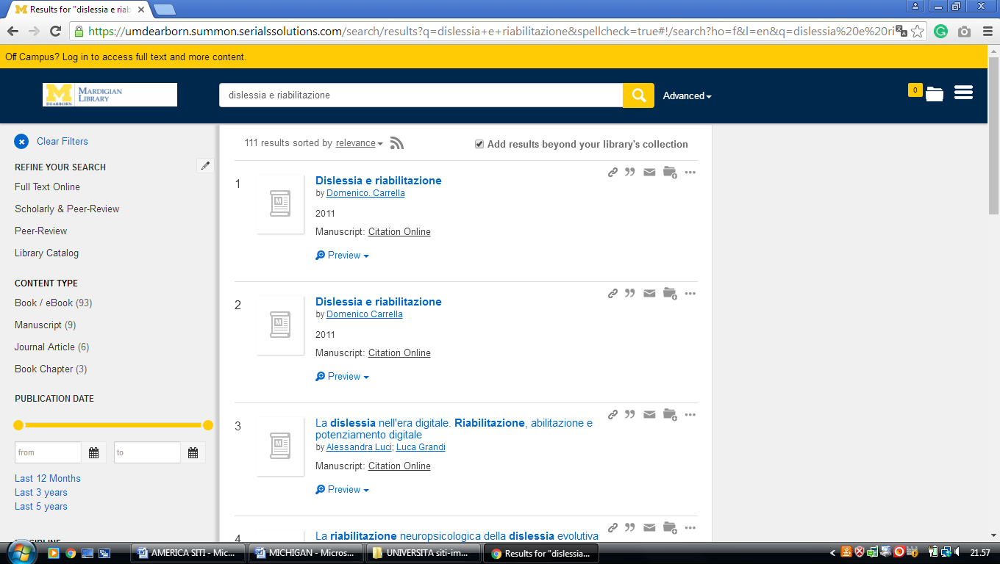 Results for "dislessia e riab
https://umdearborn.summon.serialssolutions.com/search/results?q=dislessia+e+riabilitazione&spellcheck=true#!/search?ho=f&l=en&q=dislessia%20e%20ri
Off Campus? Log in to access full text and more content.
M DEARBORN MARDIGIAN LIBRARY
dislessia e riabilitazione
Advanced
0
Clear Filters
REFINE YOUR SEARCH
Full Text Online
Scholarly & Peer-Review
Peer-Review
Library Catalog
CONTENT TYPE
Book / eBook (93)
Manuscript (9)
Journal Article (6)
Book Chapter (3)
PUBLICATION DATE
from
to
Last 12 Months
Last 3 years
Last 5 years
DISCIPLINE
111 results sorted by relevance
Add results beyond your library's collection
1
Dislessia e riabilitazione
by Domenico. Carrella
2011
Manuscript: Citation Online
Preview
2
Dislessia e riabilitazione
by Domenico Carrella
2011
Manuscript: Citation Online
Preview
3
La dislessia nell'era digitale. Riabilitazione, abilitazione e
potenziamento digitale
by Alessandra Luci; Luca Grandi
Manuscript: Citation Online
Preview
4
La riabilitazione neuropsicologica della dislessia evolutiva
AMERICA SITI - Mic...
MICHIGAN - Micros...
UNIVERSITA siti-im...
Results for "dislessia...
21.57